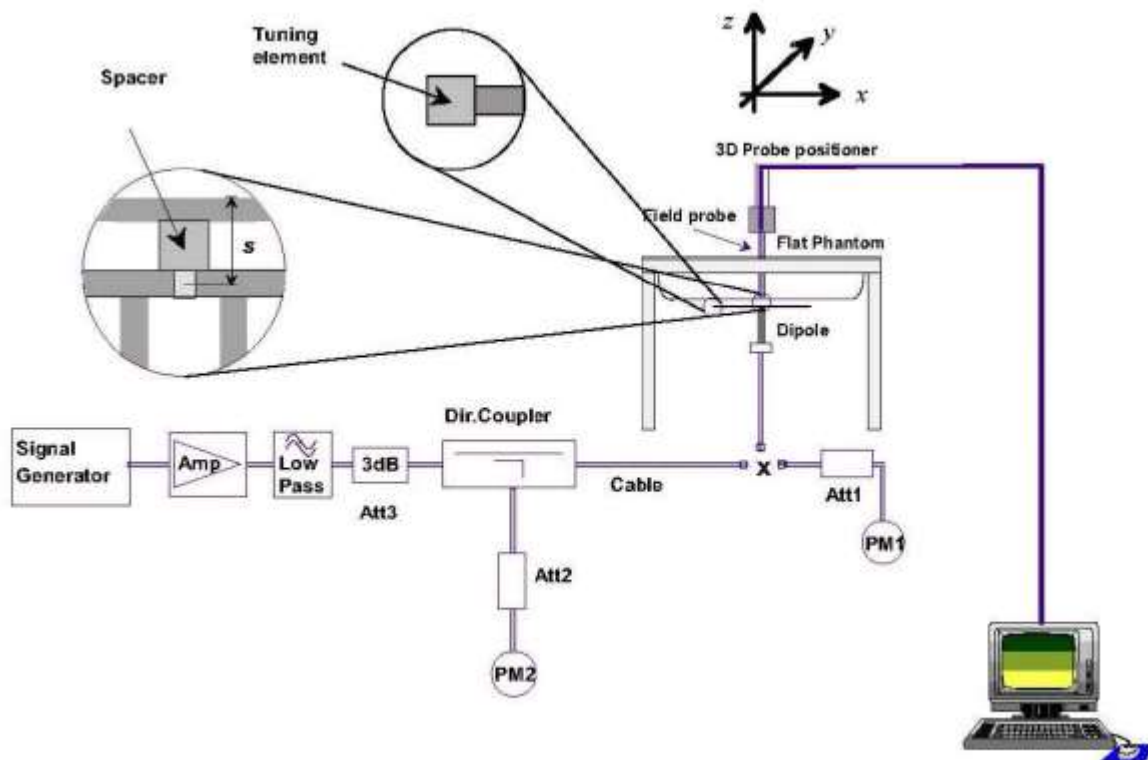 z
y
x
Tuning
element
Spacer
3D Probe positioner
Field probe
Flat Phantom
s
Dipole
Dir.Coupler
Signal
Generator
Amp
Low
Pass
3dB
Att3
Cable
x
Att1
PM1
Att2
PM2